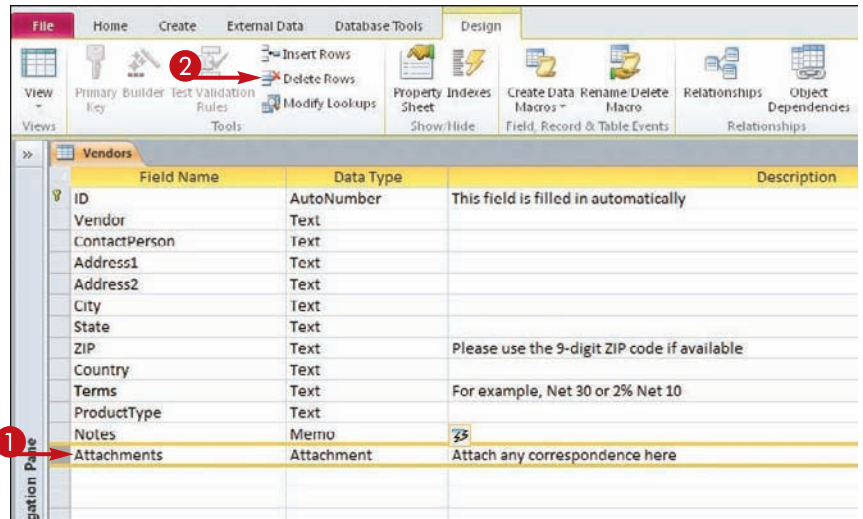 File Home Create External Data Database Tools Design
View
Views
Primary Key
Builder
Test Validation Rules
2
Insert Rows
Delete Rows
Modify Lookups
Tools
Property Sheet
Indexes
Show/Hide
Create Data Macros
Rename/Delete Macro
Field, Record & Table Events
Relationships
Object Dependencies
Relationships
» Vendors
Field Name Data Type Description
ID AutoNumber This field is filled in automatically
Vendor Text
ContactPerson Text
Address1 Text
Address2 Text
City Text
State Text
ZIP Text Please use the 9-digit ZIP code if available
Country Text
Terms Text For example, Net 30 or 2% Net 10
ProductType Text
Notes Memo
1
Attachments Attachment Attach any correspondence here
gation Pane